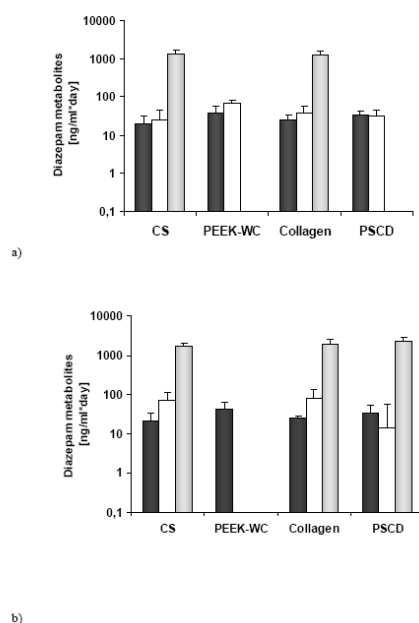 10000
1000
100
10
1
0,1
Diazepam metabolites
[ng/ml*day]
CS PEEK-WC Collagen PSCD
a)
10000
1000
100
10
1
0,1
Diazepam metabolites
[ng/ml*day]
CS PEEK-WC Collagen PSCD
b)